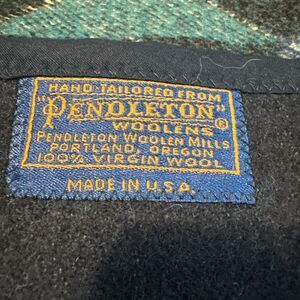 HAND-TAILORED FROM
"PENDLETON"®
WOOLENS
PENDLETON WOOLEN MILLS
PORTLAND, OREGON
100% VIRGIN WOOL
MADE IN U.S.A.